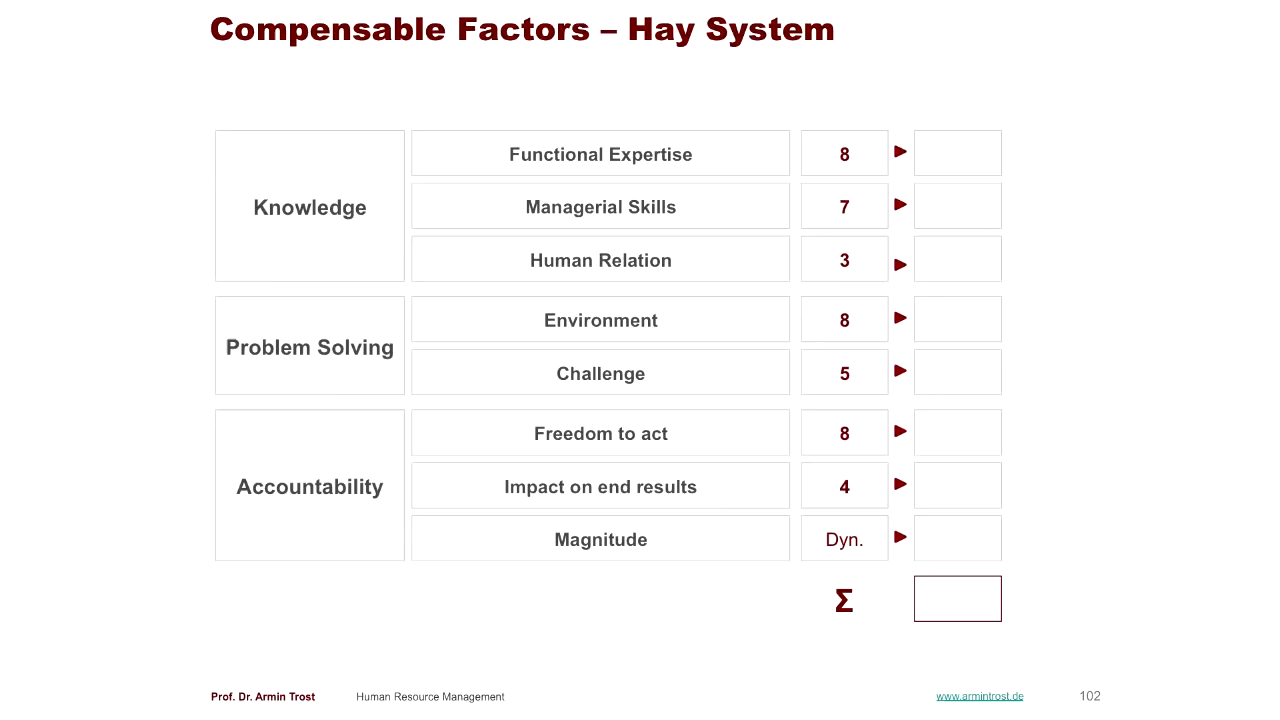 Compensable Factors – Hay System
Knowledge
Functional Expertise 8
Managerial Skills 7
Human Relation 3
Problem Solving
Environment 8
Challenge 5
Accountability
Freedom to act 8
Impact on end results 4
Magnitude Dyn.
Σ
Prof. Dr. Armin Trost Human Resource Management www.armintrost.de 102